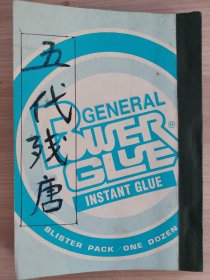 五代残唐
GENERAL
POWER®
GLUE
INSTANT GLUE
BLISTER PACK / ONE DOZEN